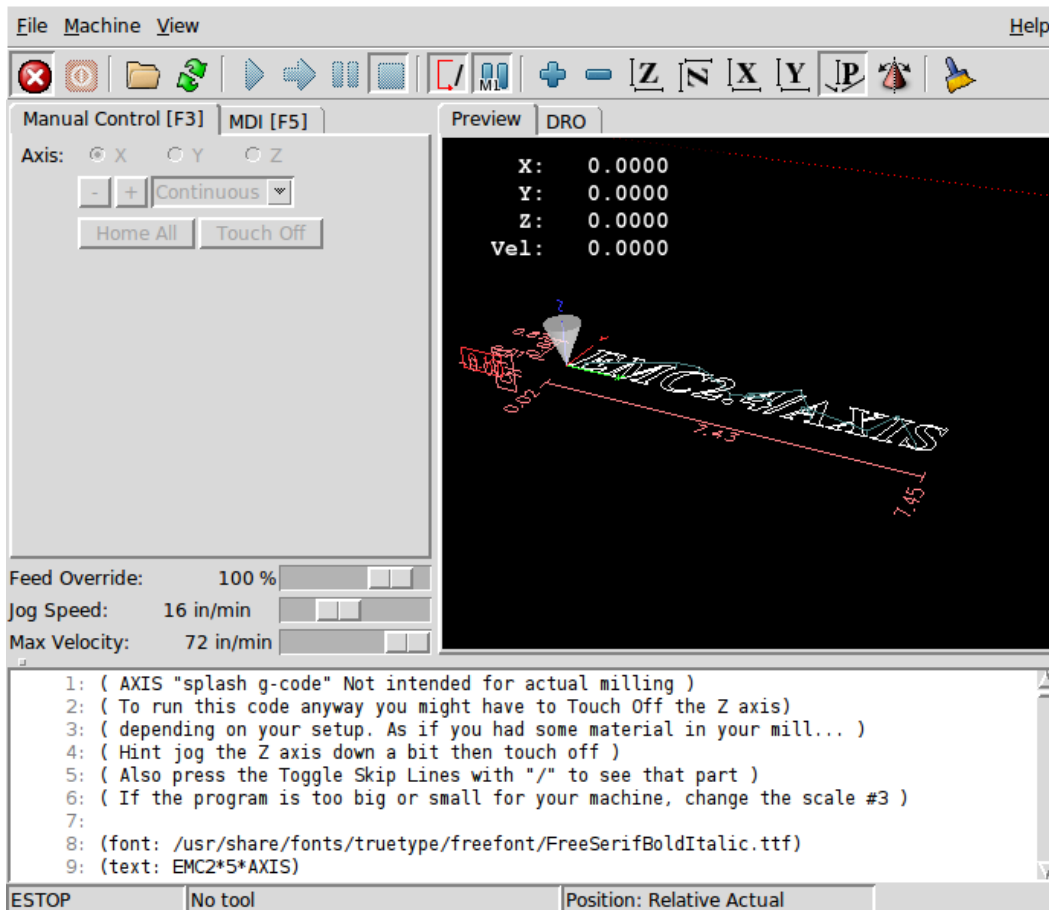 File Machine View Help
M1 Z N X Y P
Manual Control [F3] MDI [F5] Preview DRO
Axis: X Y Z
- + Continuous
Home All Touch Off
X: 0.0000
Y: 0.0000
Z: 0.0000
Vel: 0.0000
Z
EMC2.4/AXIS
0.02
7.43
7.45
Feed Override: 100 %
Jog Speed: 16 in/min
Max Velocity: 72 in/min
1: ( AXIS "splash g-code" Not intended for actual milling )
2: ( To run this code anyway you might have to Touch Off the Z axis)
3: ( depending on your setup. As if you had some material in your mill... )
4: ( Hint jog the Z axis down a bit then touch off )
5: ( Also press the Toggle Skip Lines with "/" to see that part )
6: ( If the program is too big or small for your machine, change the scale #3 )
7:
8: (font: /usr/share/fonts/truetype/freefont/FreeSerifBoldItalic.ttf)
9: (text: EMC2*5*AXIS)
ESTOP No tool Position: Relative Actual